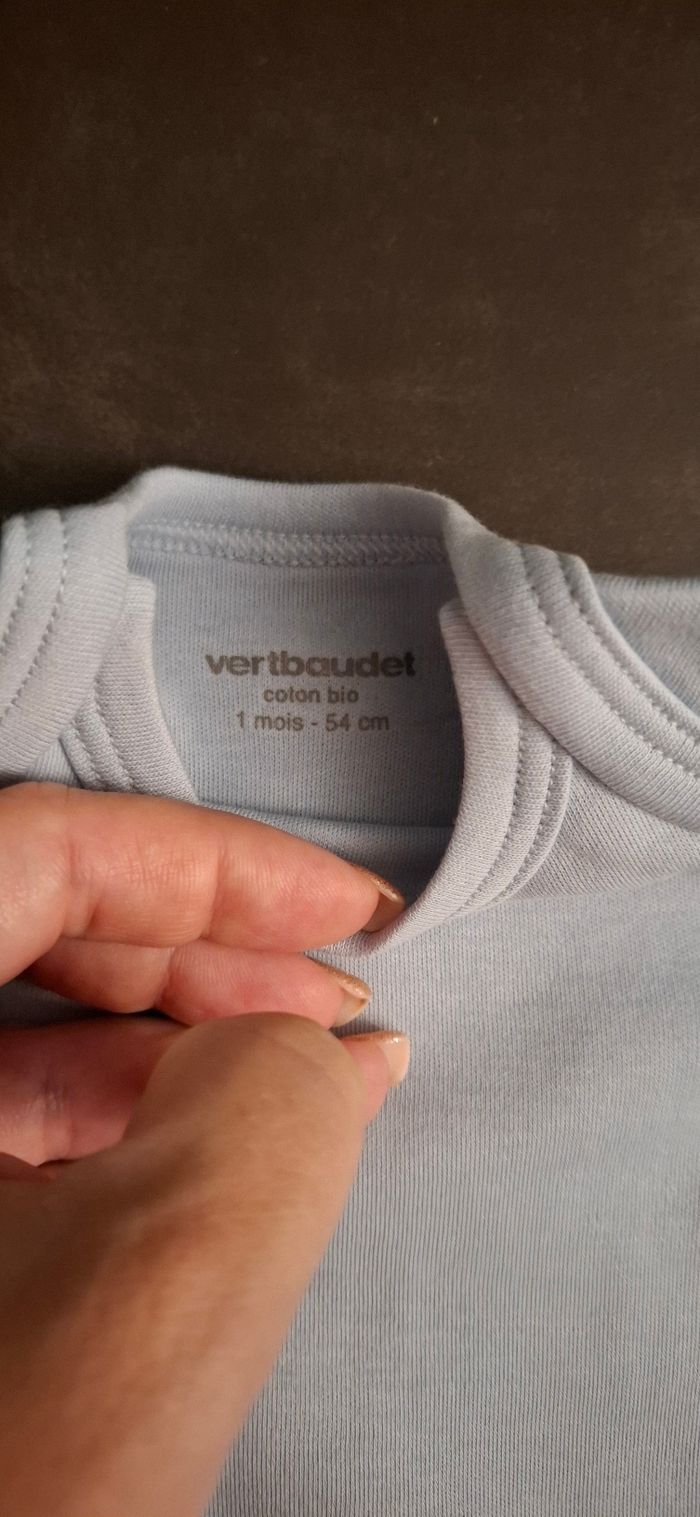 vertbaudet
coton bio
1 mois - 54 cm